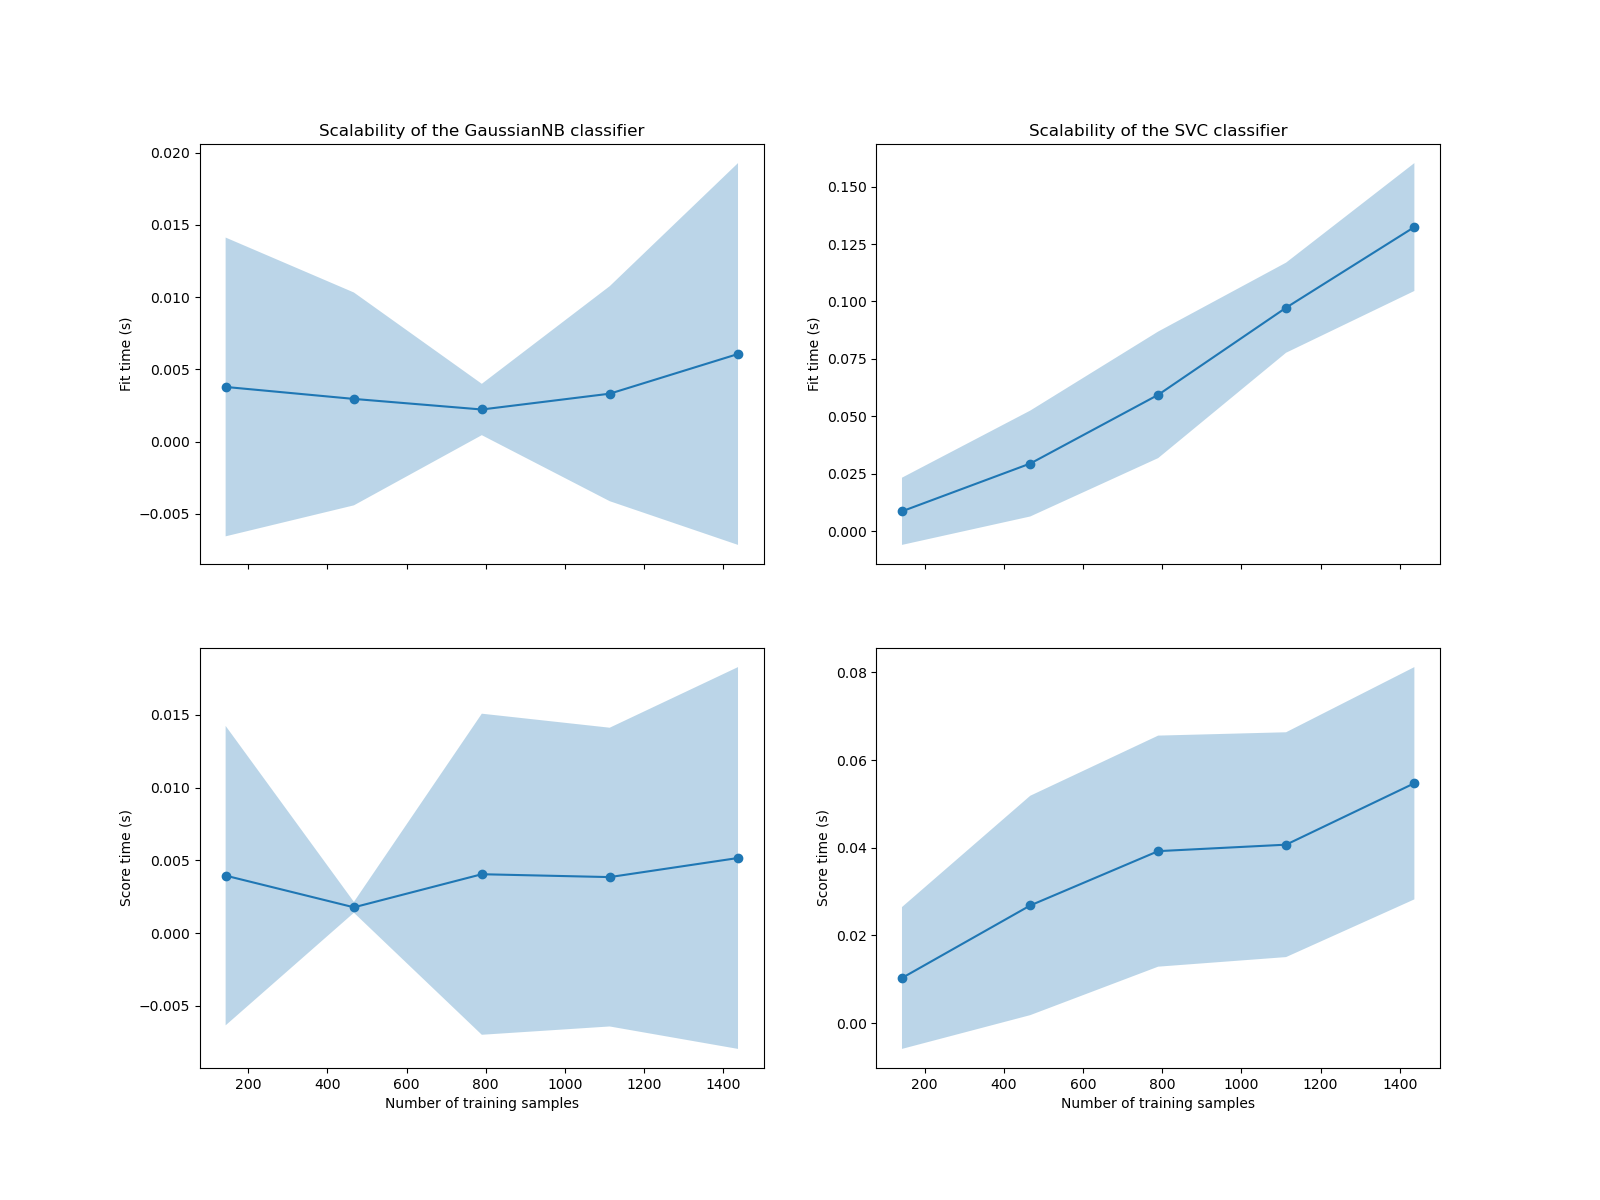 Scalability of the GaussianNB classifier
0.020
0.015
0.010
0.005
0.000
−0.005
Fit time (s)
Scalability of the SVC classifier
0.150
0.125
0.100
0.075
0.050
0.025
0.000
Fit time (s)
0.015
0.010
0.005
0.000
−0.005
Score time (s)
200 400 600 800 1000 1200 1400
Number of training samples
0.08
0.06
0.04
0.02
0.00
Score time (s)
200 400 600 800 1000 1200 1400
Number of training samples